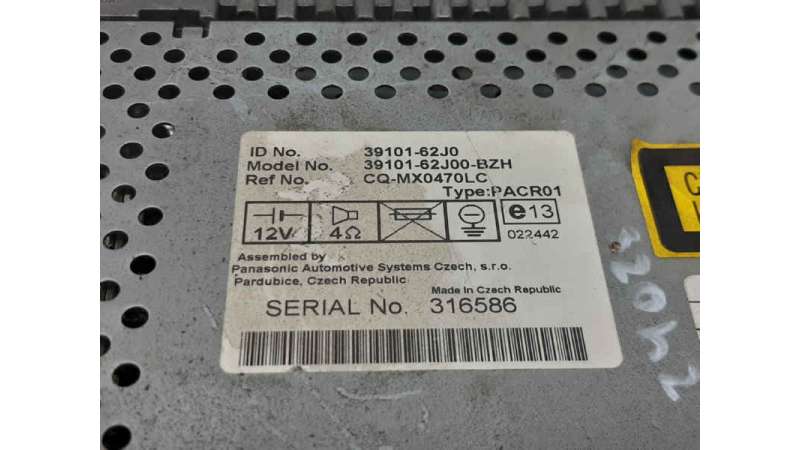 ID No. 39101-62J0
Model No. 39101-62J00-BZH
Ref No. CQ-MX0470LC
Type:PACR01
12V 4Ω e13
022442
Assembled by
Panasonic Automotive Systems Czech, s.r.o.
Pardubice, Czech Republic
Made in Czech Republic
SERIAL No. 316586